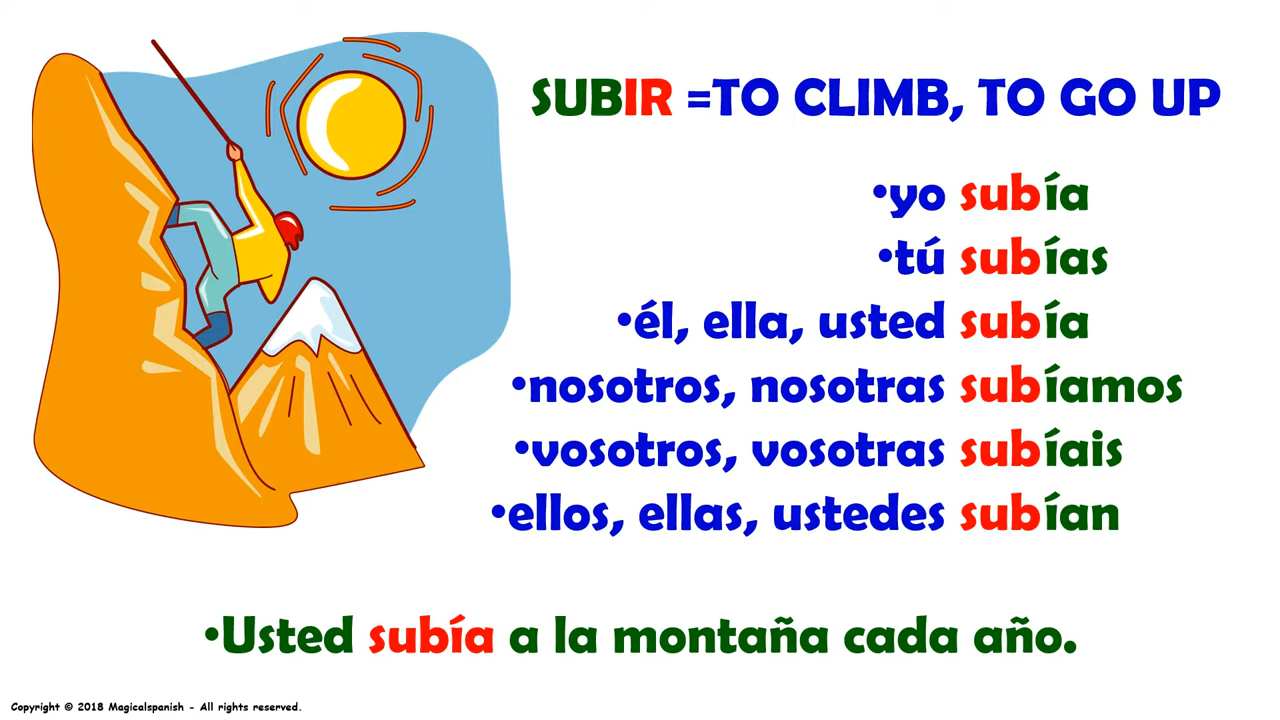 SUBIR =TO CLIMB, TO GO UP
•yo subía
•tú subías
•él, ella, usted subía
•nosotros, nosotras subíamos
•vosotros, vosotras subíais
•ellos, ellas, ustedes subían
•Usted subía a la montaña cada año.
Copyright © 2018 Magicalspanish - All rights reserved.